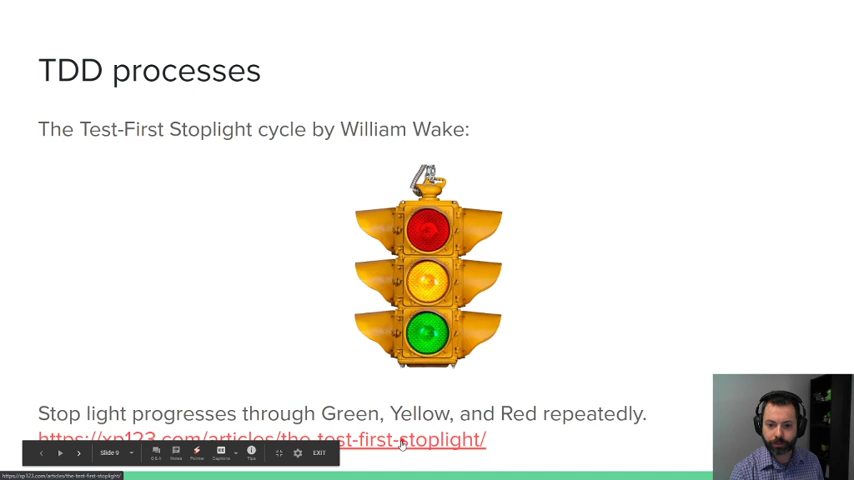 TDD processes
The Test-First Stoplight cycle by William Wake:
Stop light progresses through Green, Yellow, and Red repeatedly.
https://xp123.com/articles/the-test-first-stoplight/
Slide 9
Q&A
Notes
Pointer
Captions
Tips
EXIT
https://xp123.com/articles/the-test-first-stoplight/